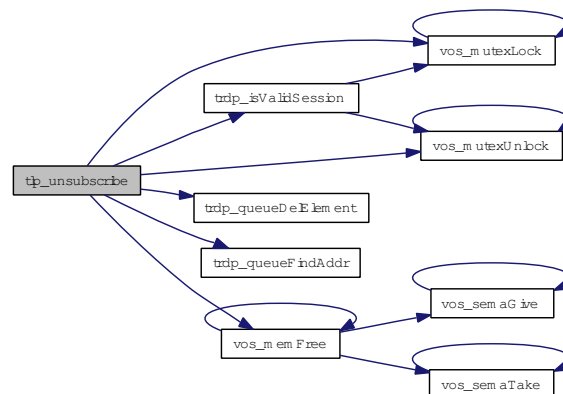 vos_mutexLock
trdp_isValidSession
vos_mutexUnlock
tlp_unsubscribe
trdp_queueDelElement
trdp_queueFindAddr
vos_semaGive
vos_memFree
vos_semaTake